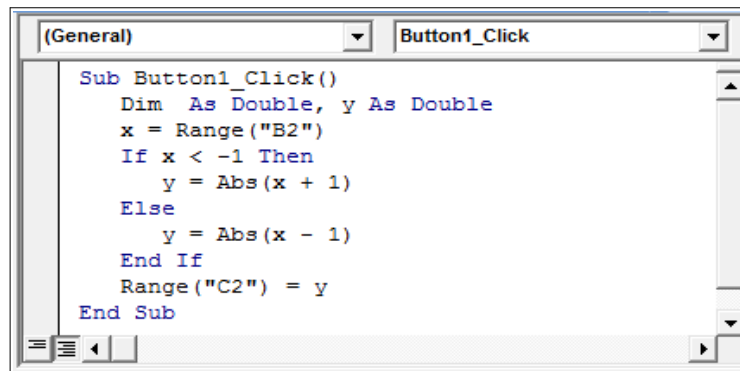 (General) Button1_Click
Sub Button1_Click()
Dim  As Double, y As Double
x = Range("B2")
If x < -1 Then
y = Abs(x + 1)
Else
y = Abs(x - 1)
End If
Range("C2") = y
End Sub